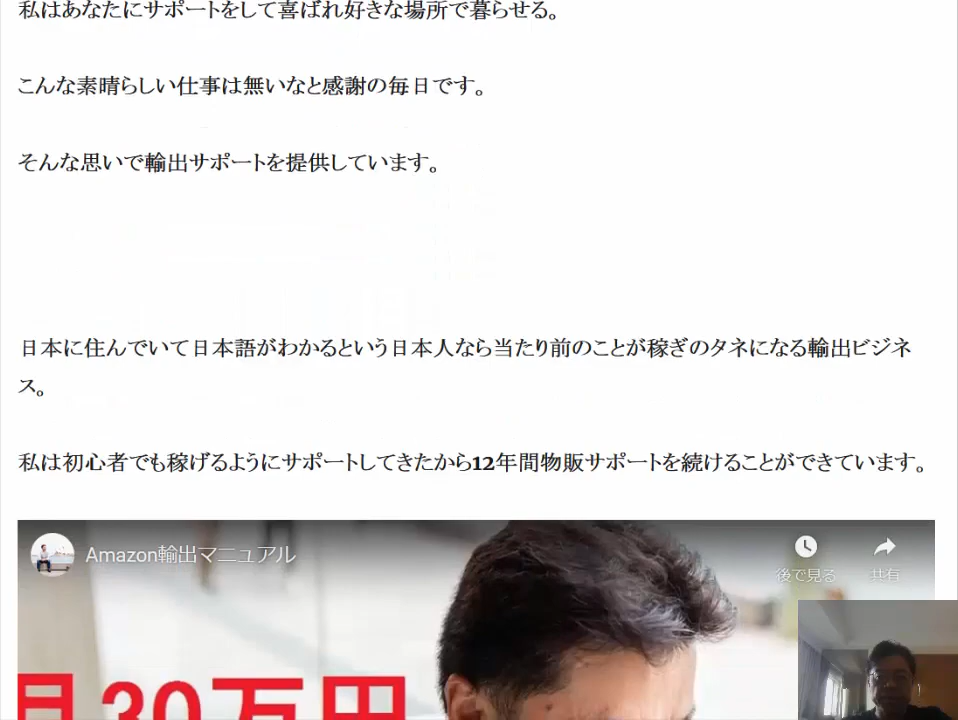 私はあなたにサポートをして喜ばれ好きな場所で暮らせる。
こんな素晴らしい仕事は無いなと感謝の毎日です。
そんな思いで輸出サポートを提供しています。
日本に住んでいて日本語がわかるという日本人なら当たり前のことが稼ぎのタネになる輸出ビジネ
ス。
私は初心者でも稼げるようにサポートしてきたから12年間物販サポートを続けることができています。
Amazon輸出マニュアル
後で見る
共有
月30万円